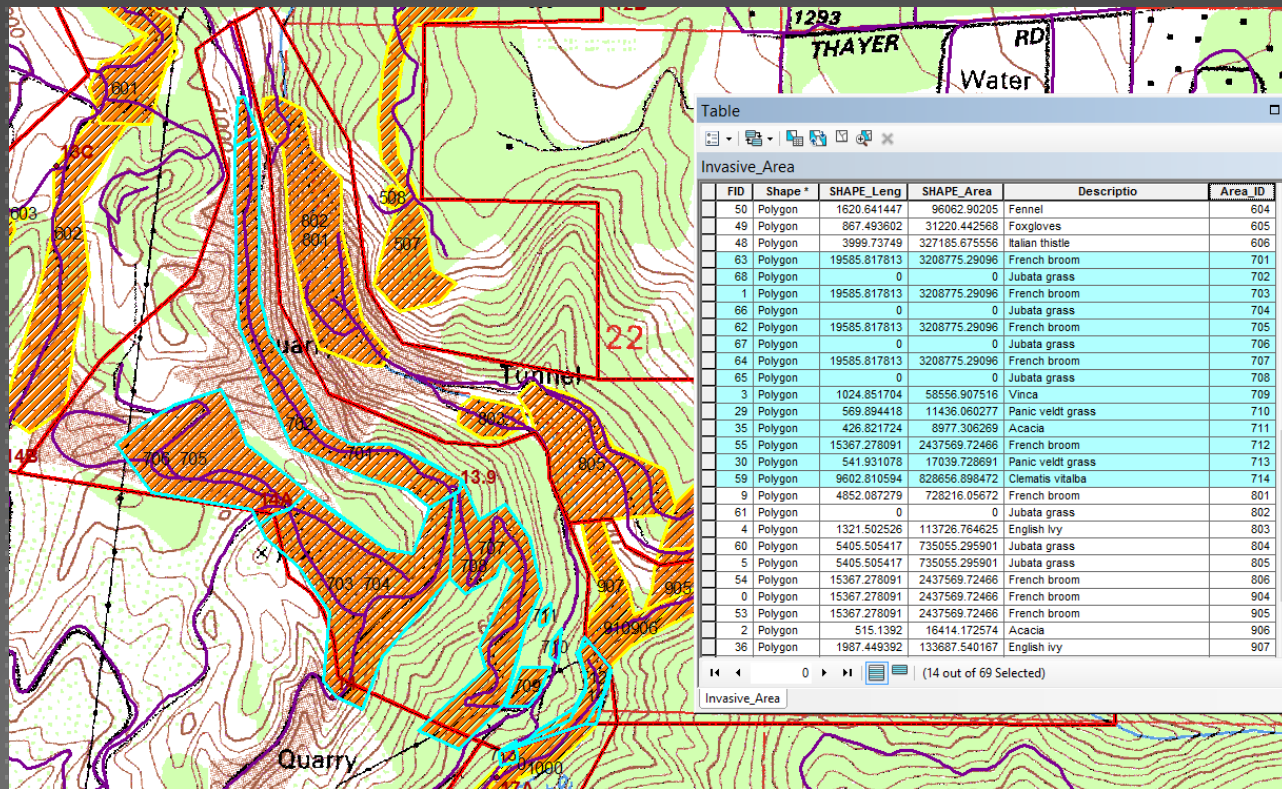 1293
THAYER RD
Water
601
13C
1000
603
602
508
802
801
507
22
Tunnel
803
702
701
14B
706 705
13.9
805
14A
707
708
703 704
907
905
711
710
910906
709
Quarry
1000
17A
Table
Invasive_Area
FID Shape * SHAPE_Leng SHAPE_Area Descriptio Area_ID
50 Polygon 1620.641447 96062.90205 Fennel 604
49 Polygon 867.493602 31220.442568 Foxgloves 605
48 Polygon 3999.73749 327185.675556 Italian thistle 606
63 Polygon 19585.817813 3208775.29096 French broom 701
68 Polygon 0 0 Jubata grass 702
1 Polygon 19585.817813 3208775.29096 French broom 703
66 Polygon 0 0 Jubata grass 704
62 Polygon 19585.817813 3208775.29096 French broom 705
67 Polygon 0 0 Jubata grass 706
64 Polygon 19585.817813 3208775.29096 French broom 707
65 Polygon 0 0 Jubata grass 708
3 Polygon 1024.851704 58556.907516 Vinca 709
29 Polygon 569.894418 11436.060277 Panic veldt grass 710
35 Polygon 426.821724 8977.306269 Acacia 711
55 Polygon 15367.278091 2437569.72466 French broom 712
30 Polygon 541.931078 17039.728691 Panic veldt grass 713
59 Polygon 9602.810594 828656.898472 Clematis vitalba 714
9 Polygon 4852.087279 728216.05672 French broom 801
61 Polygon 0 0 Jubata grass 802
4 Polygon 1321.502526 113726.764625 English Ivy 803
60 Polygon 5405.505417 735055.295901 Jubata grass 804
5 Polygon 5405.505417 735055.295901 Jubata grass 805
54 Polygon 15367.278091 2437569.72466 French broom 806
0 Polygon 15367.278091 2437569.72466 French broom 904
53 Polygon 15367.278091 2437569.72466 French broom 905
2 Polygon 515.1392 16414.172574 Acacia 906
36 Polygon 1987.449392 133687.540167 English ivy 907
0 (14 out of 69 Selected)
Invasive_Area